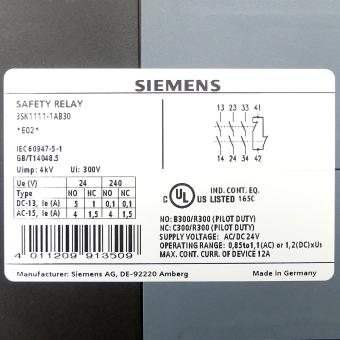 SIEMENS
SAFETY RELAY
3SK1111-1AB30
*E02*
IEC 60947-5-1
GB/T14048.5
Uimp: 4kV Ui: 300V
Ue (V) 24 240
Type NO NC NO NC
DC-13, Ie (A) 5 1 0,1 0,1
AC-15, Ie (A) 4 1,5 4 1,5
13 23 33 41
14 24 34 42
C UL US LISTED IND. CONT. EQ. 165C
NO: B300/R300 (PILOT DUTY)
NC: C300/R300 (PILOT DUTY)
SUPPLY VOLTAGE: AC/DC 24V
OPERATING RANGE: 0,85to1,1(AC) or 1,2(DC)xUs
MAX. CONT. CURR. OF DEVICE 12A
4 011209 913509
Manufacturer: Siemens AG, DE-92220 Amberg
Made in Germany